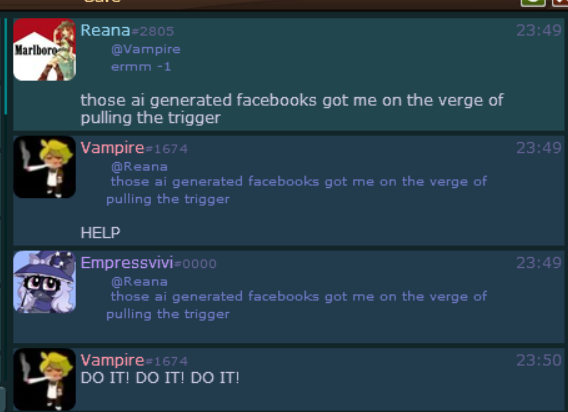 Reana#2805 23:49
@Vampire
ermm -1
Marlboro
those ai generated facebooks got me on the verge of
pulling the trigger
Vampire#1674 23:49
@Reana
those ai generated facebooks got me on the verge of
pulling the trigger
HELP
Empressvivi#0000 23:49
@Reana
those ai generated facebooks got me on the verge of
pulling the trigger
Vampire#1674 23:50
DO IT! DO IT! DO IT!